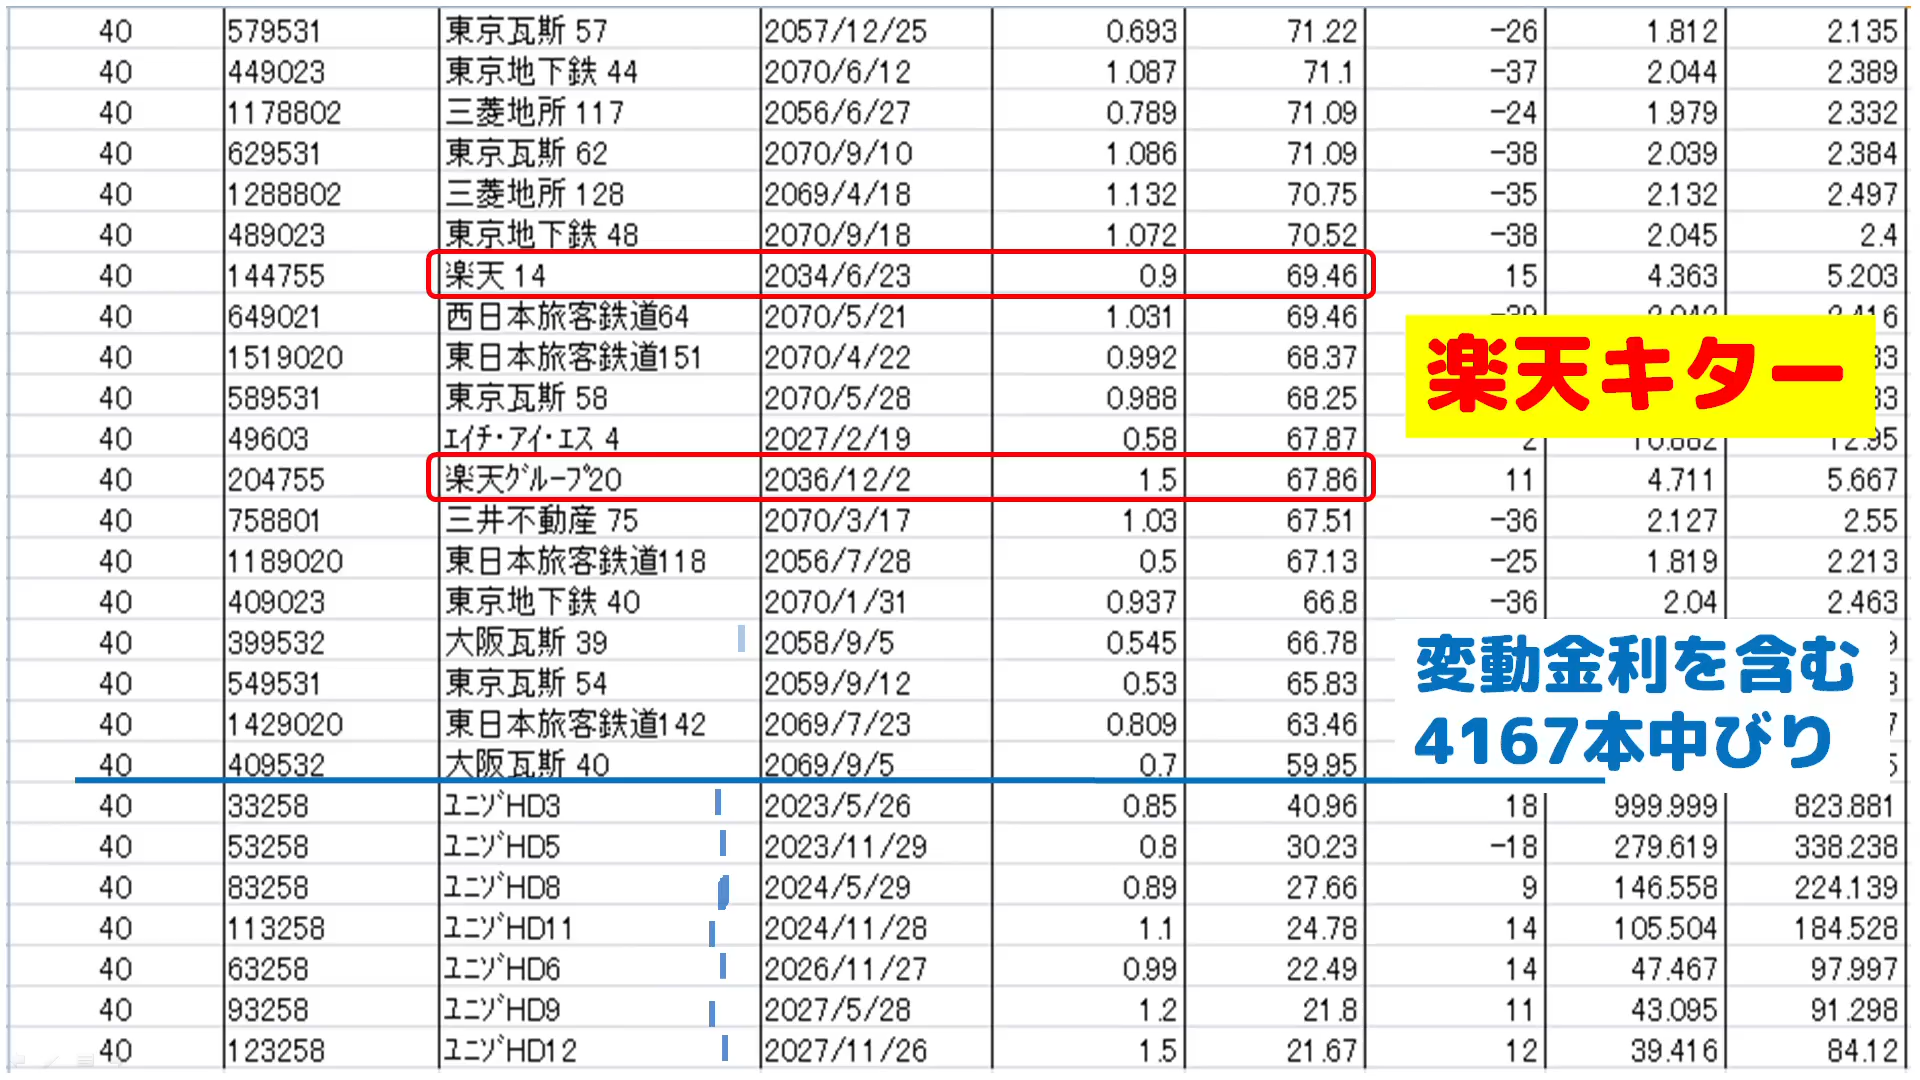 40 579531 東京瓦斯 57 2057/12/25 0.693 71.22 -26 1.812 2.135
40 449023 東京地下鉄 44 2070/6/12 1.087 71.1 -37 2.044 2.389
40 1178802 三菱地所 117 2056/6/27 0.789 71.09 -24 1.979 2.332
40 629531 東京瓦斯 62 2070/9/10 1.086 71.09 -38 2.039 2.384
40 1288802 三菱地所 128 2069/4/18 1.132 70.75 -35 2.132 2.497
40 489023 東京地下鉄 48 2070/9/18 1.072 70.52 -38 2.045 2.4
40 144755 楽天 14 2034/6/23 0.9 69.46 15 4.363 5.203
40 649021 西日本旅客鉄道64 2070/5/21 1.031 69.46
40 1519020 東日本旅客鉄道151 2070/4/22 0.992 68.37
楽天キター
40 589531 東京瓦斯 58 2070/5/28 0.988 68.25
40 49603 ｴｲﾁ･ｱｲ･ｴｽ 4 2027/2/19 0.58 67.87 2 10.882 12.95
40 204755 楽天ｸﾞﾙｰﾌﾟ20 2036/12/2 1.5 67.86 11 4.711 5.667
40 758801 三井不動産 75 2070/3/17 1.03 67.51 -36 2.127 2.55
40 1189020 東日本旅客鉄道118 2056/7/28 0.5 67.13 -25 1.819 2.213
40 409023 東京地下鉄 40 2070/1/31 0.937 66.8 -36 2.04 2.463
40 399532 大阪瓦斯 39 2058/9/5 0.545 66.78
変動金利を含む
40 549531 東京瓦斯 54 2059/9/12 0.53 65.83
40 1429020 東日本旅客鉄道142 2069/7/23 0.809 63.46
4167本中びり
40 409532 大阪瓦斯 40 2069/9/5 0.7 59.95
40 33258 ﾕﾆｿﾞHD3 2023/5/26 0.85 40.96 18 999.999 823.881
40 53258 ﾕﾆｿﾞHD5 2023/11/29 0.8 30.23 -18 279.619 338.238
40 83258 ﾕﾆｿﾞHD8 2024/5/29 0.89 27.66 9 146.558 224.139
40 113258 ﾕﾆｿﾞHD11 2024/11/28 1.1 24.78 14 105.504 184.528
40 63258 ﾕﾆｿﾞHD6 2026/11/27 0.99 22.49 14 47.467 97.997
40 93258 ﾕﾆｿﾞHD9 2027/5/28 1.2 21.8 11 43.095 91.298
40 123258 ﾕﾆｿﾞHD12 2027/11/26 1.5 21.67 12 39.416 84.12